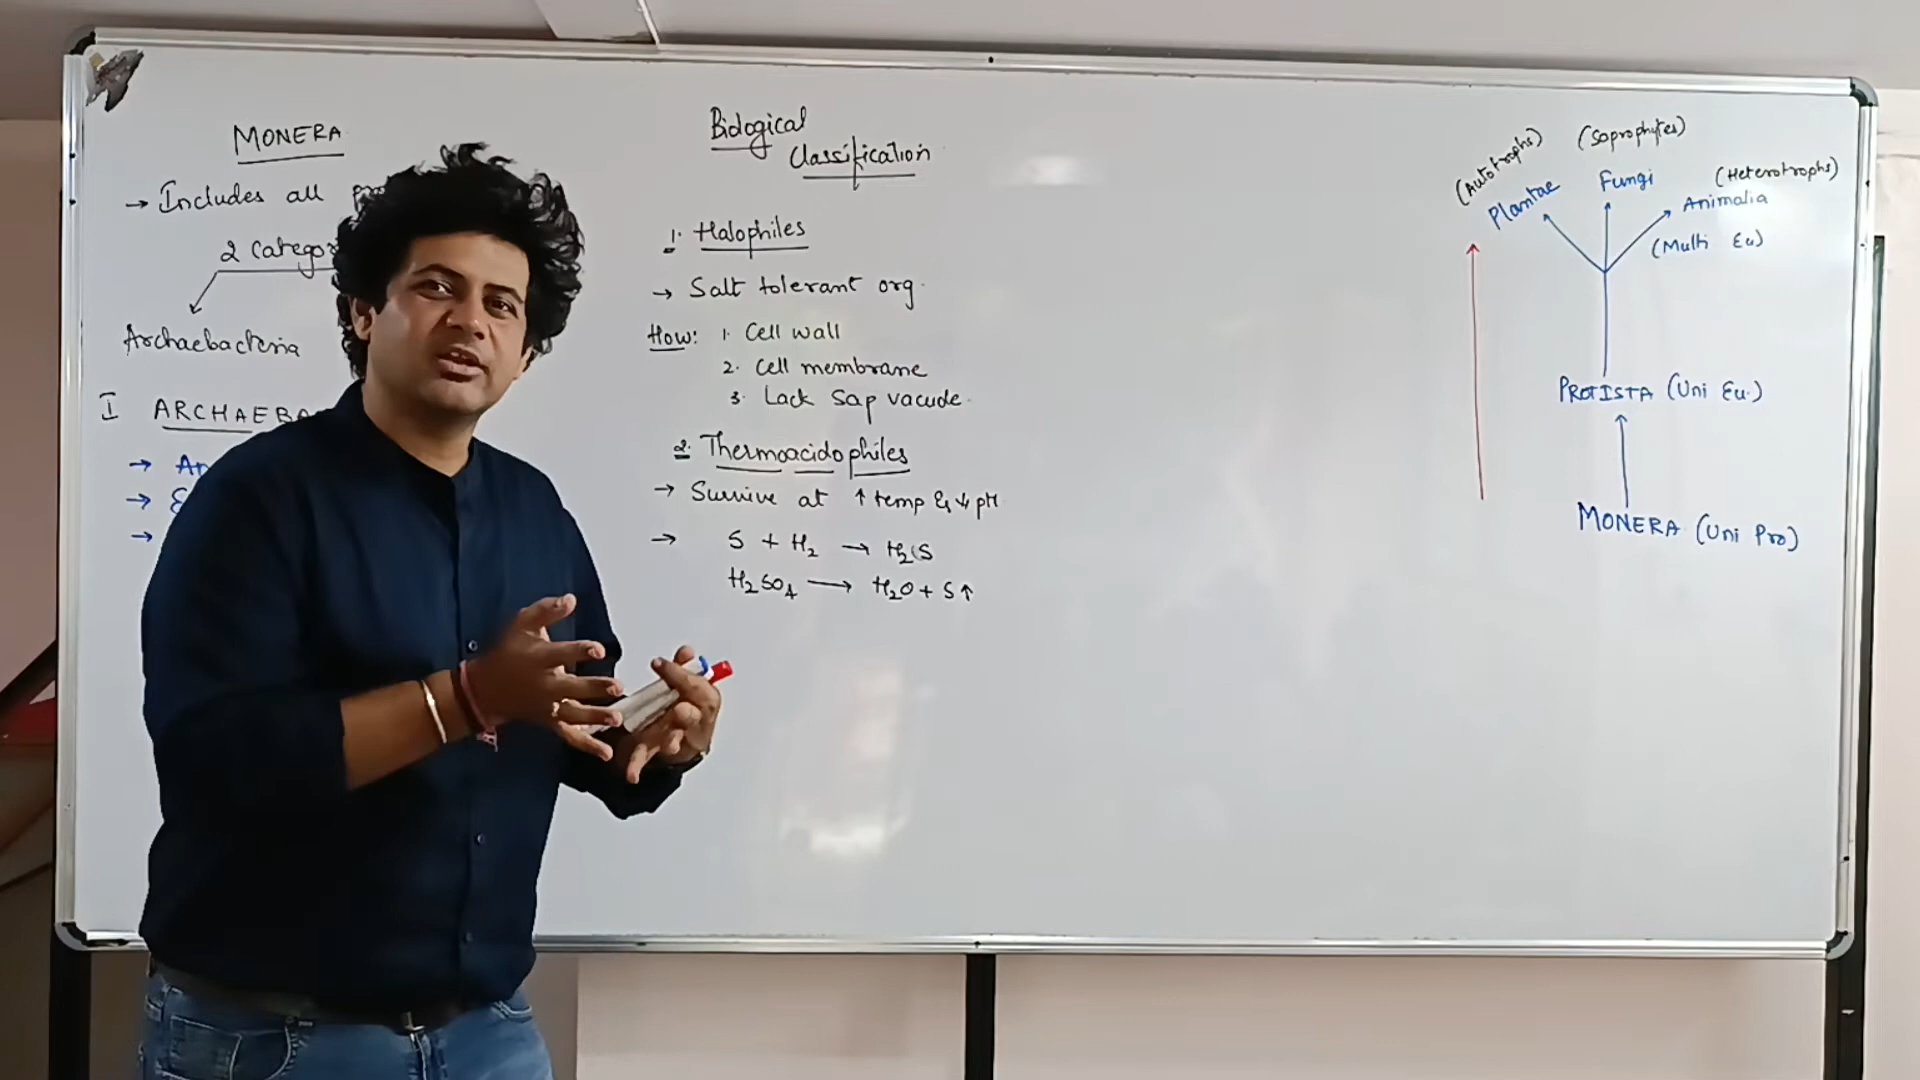 MONERA
→ Includes all
2 categor
Archaebacteria
I ARCHAEBA
→ An
→ E
→
Biological
Classification
1. Halophiles
→ Salt tolerant org.
How: 1. Cell wall
2. Cell membrane
3. Lack Sap vacuole.
2. Thermoacidophiles
→ Survive at ↑ temp & ↓ pH
→ S + H₂ → H₂S
H₂SO₄ → H₂O + S↑
(Autotrophs)
Plantae
(Saprophytes)
Fungi
(Heterotrophs)
Animalia
(Multi Eu)
PROTISTA (Uni Eu.)
MONERA (Uni Pro)